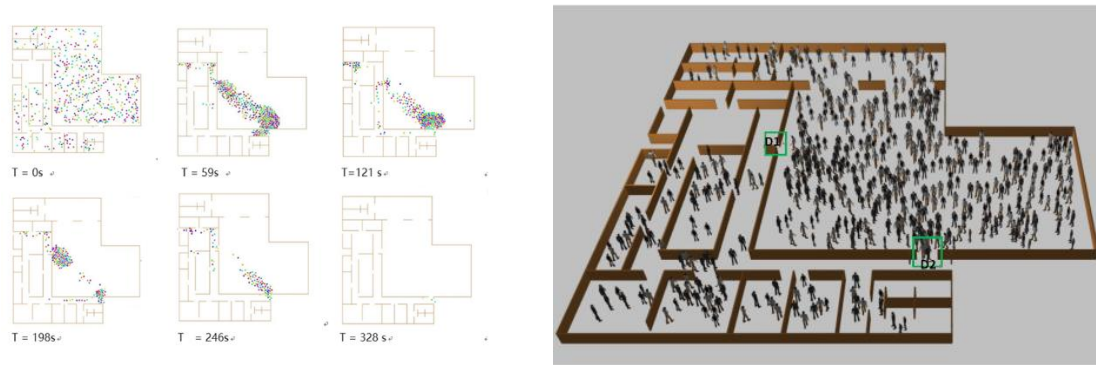 T = 0s
T = 59s
T=121 s
T = 198s
T = 246s
T = 328 s
D1
D2